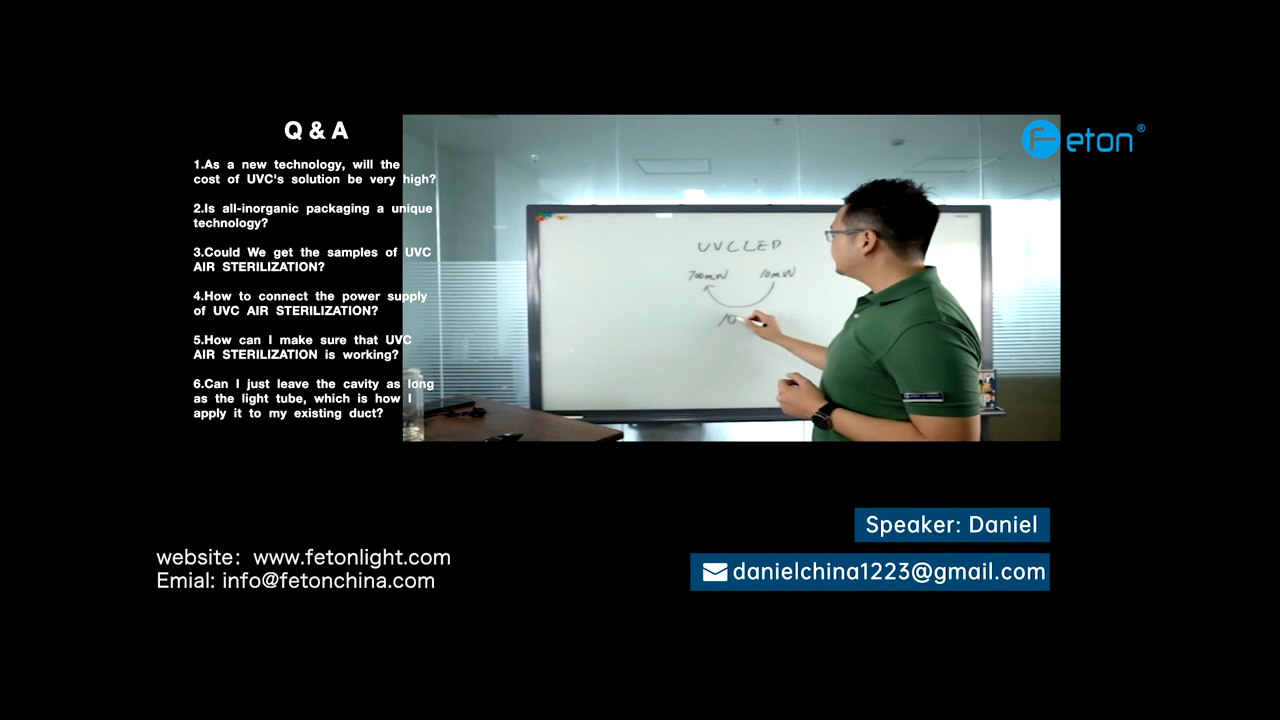 Q & A
1.As a new technology, will the
cost of UVC's solution be very high?
2.Is all-inorganic packaging a unique
technology?
3.Could We get the samples of UVC
AIR STERILIZATION?
4.How to connect the power supply
of UVC AIR STERILIZATION?
5.How can I make sure that UVC
AIR STERILIZATION is working?
6.Can I just leave the cavity as long
as the light tube, which is how I
apply it to my existing duct?
Feton®
UVCLED
700mW 10mW
10
Speaker: Daniel
danielchina1223@gmail.com
website: www.fetonlight.com
Emial: info@fetonchina.com